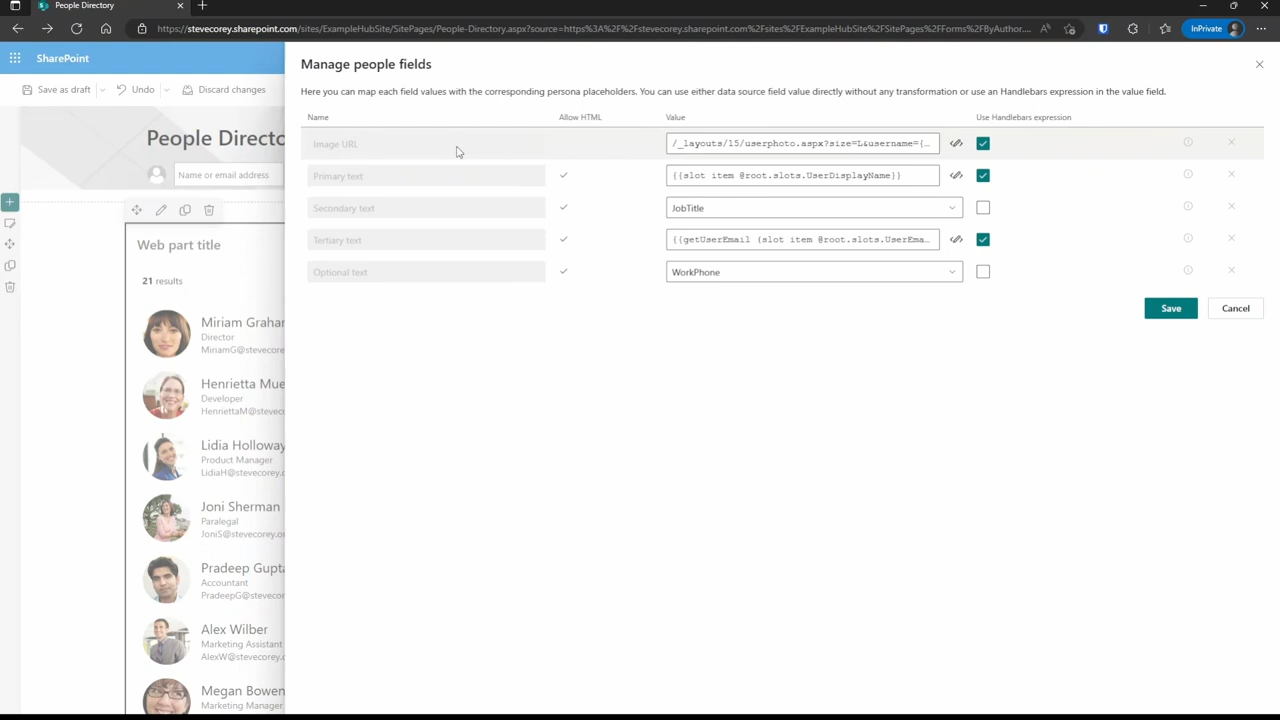 People Directory
https://stevecorey.sharepoint.com/sites/ExampleHubSite/SitePages/People-Directory.aspx?source=https%3A%2F%2Fstevecorey.sharepoint.com%2Fsites%2FExampleHubSite%2FSitePages%2FForms%2FByAuthor....
InPrivate
SharePoint
Save as draft
Undo
Discard changes
People Directo
Name or email address
Web part title
21 results
Miriam Grahar
Director
MiriamG@stevecore
Henrietta Mue
Developer
HenriettaM@stevec
Lidia Holloway
Product Manager
LidiaH@stevecorey.c
Joni Sherman
Paralegal
JoniS@stevecorey.or
Pradeep Gupta
Accountant
PradeepG@stevecore
Alex Wilber
Marketing Assistant
AlexW@stevecorey.
Megan Bowen
Marketing Manager
Manage people fields
Here you can map each field values with the corresponding persona placeholders. You can use either data source field value directly without any transformation or use an Handlebars expression in the value field.
Name Allow HTML Value Use Handlebars expression
Image URL /_layouts/15/userphoto.aspx?size=L&username={...
Primary text {{slot item @root.slots.UserDisplayName}}
Secondary text JobTitle
Tertiary text {{getUserEmail (slot item @root.slots.UserEma...
Optional text WorkPhone
Save Cancel